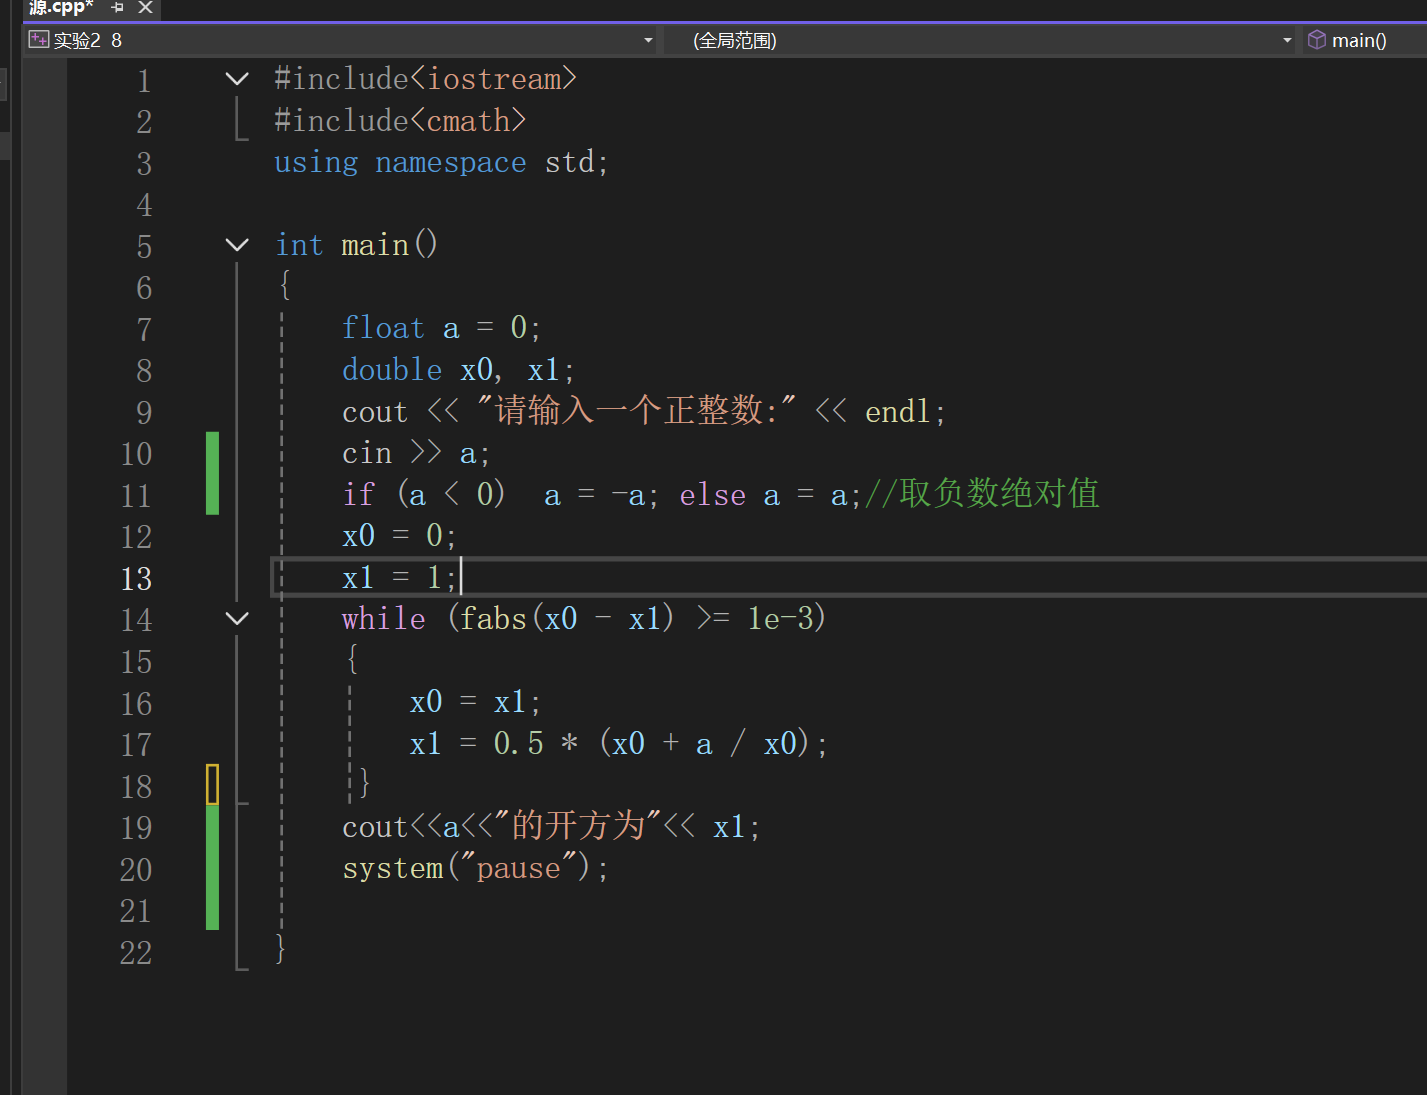 源.cpp*
实验2 8 (全局范围) main()
1 #include<iostream>
2 #include<cmath>
3 using namespace std;
4
5 int main()
6 {
7 float a = 0;
8 double x0, x1;
9 cout << "请输入一个正整数:" << endl;
10 cin >> a;
11 if (a < 0)  a = -a; else a = a;//取负数绝对值
12 x0 = 0;
13 x1 = 1;
14 while (fabs(x0 - x1) >= 1e-3)
15 {
16 x0 = x1;
17 x1 = 0.5 * (x0 + a / x0);
18 }
19 cout<<a<<"的开方为"<< x1;
20 system("pause");
21
22 }